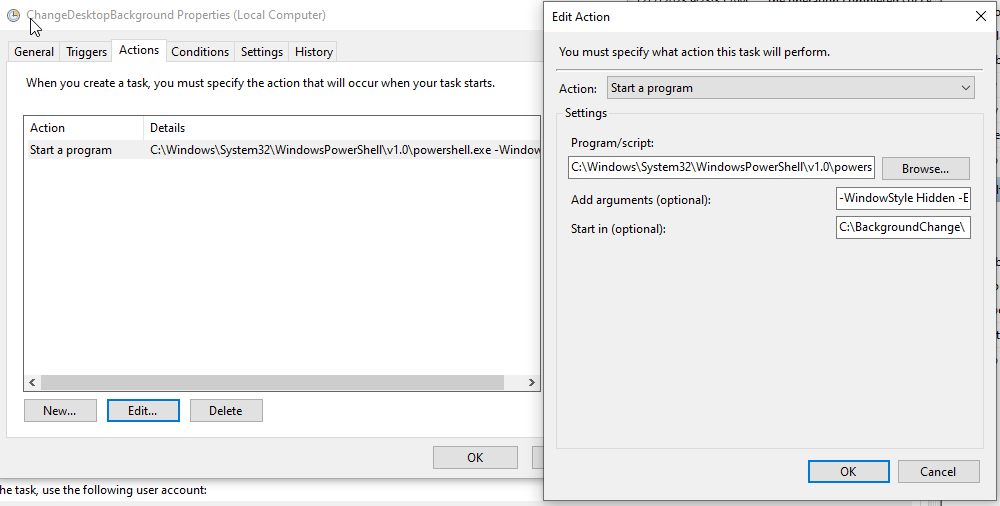 ChangeDesktopBackground Properties (Local Computer)
General Triggers Actions Conditions Settings History
When you create a task, you must specify the action that will occur when your task starts.
Action Details
Start a program C:\Windows\System32\WindowsPowerShell\v1.0\powershell.exe -Window
New... Edit... Delete
OK
he task, use the following user account:
Edit Action
You must specify what action this task will perform.
Action: Start a program
Settings
Program/script:
C:\Windows\System32\WindowsPowerShell\v1.0\powers
Browse...
Add arguments (optional): -WindowStyle Hidden -E
Start in (optional): C:\BackgroundChange\
OK Cancel